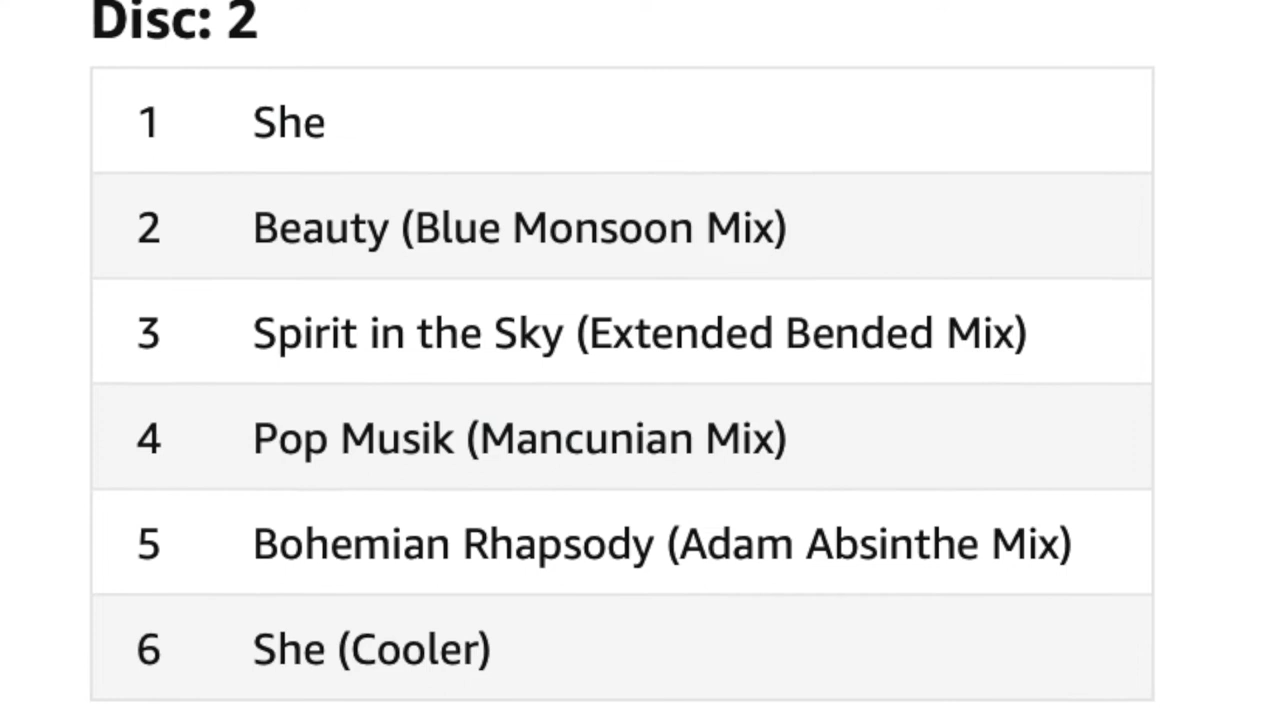 Disc: 2
1 She
2 Beauty (Blue Monsoon Mix)
3 Spirit in the Sky (Extended Bended Mix)
4 Pop Musik (Mancunian Mix)
5 Bohemian Rhapsody (Adam Absinthe Mix)
6 She (Cooler)